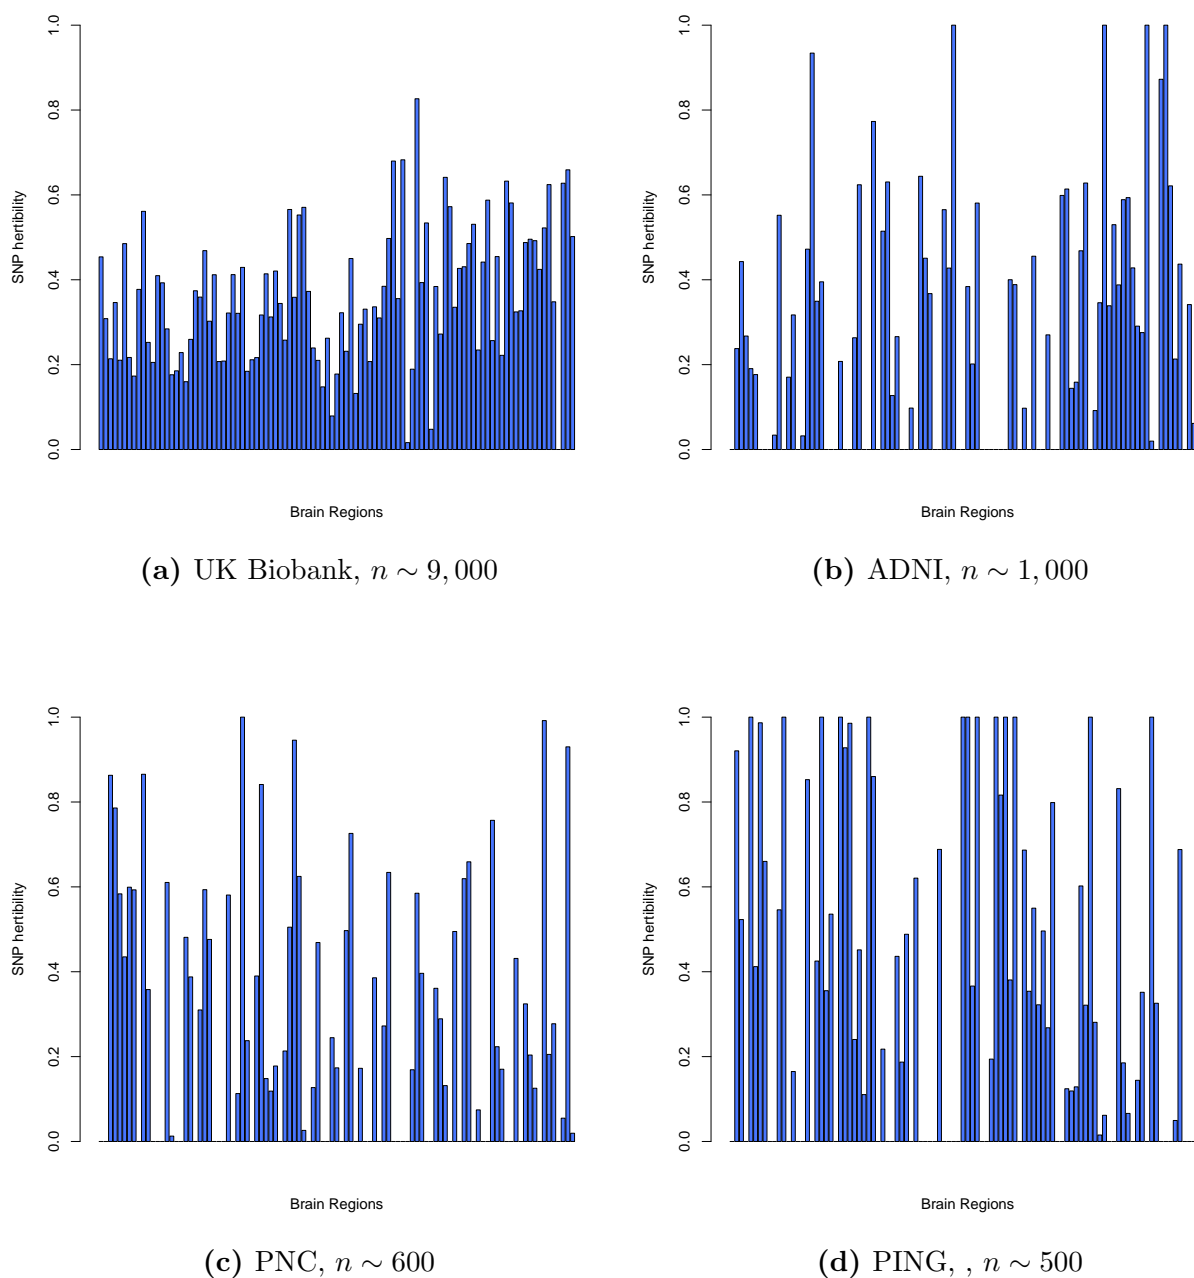 1.0
0.8
0.6
0.4
0.2
0.0
SNP hertibility
Brain Regions
(a) UK Biobank, n ∼ 9, 000
1.0
0.8
0.6
0.4
0.2
0.0
SNP hertibility
Brain Regions
(b) ADNI, n ∼ 1, 000
1.0
0.8
0.6
0.4
0.2
0.0
SNP hertibility
Brain Regions
(c) PNC, n ∼ 600
1.0
0.8
0.6
0.4
0.2
0.0
SNP hertibility
Brain Regions
(d) PING, , n ∼ 500